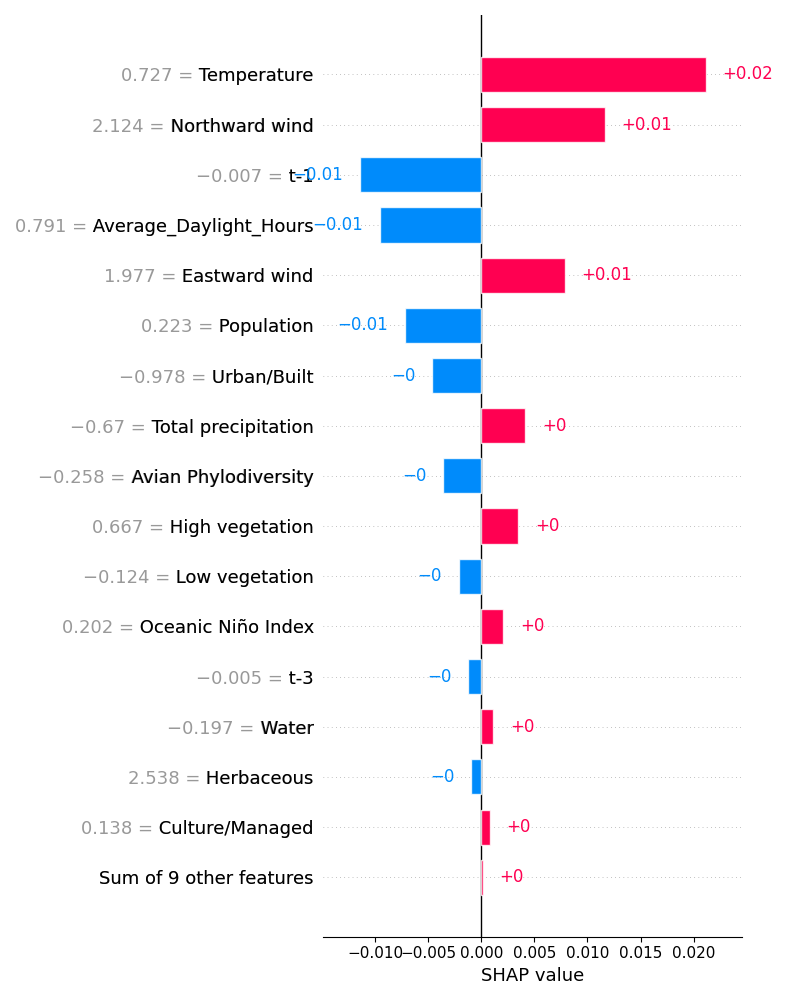 0.727 = Temperature +0.02
2.124 = Northward wind +0.01
−0.007 = t-1 −0.01
0.791 = Average_Daylight_Hours −0.01
1.977 = Eastward wind +0.01
0.223 = Population −0.01
−0.978 = Urban/Built −0
−0.67 = Total precipitation +0
−0.258 = Avian Phylodiversity −0
0.667 = High vegetation +0
−0.124 = Low vegetation −0
0.202 = Oceanic Niño Index +0
−0.005 = t-3 −0
−0.197 = Water +0
2.538 = Herbaceous −0
0.138 = Culture/Managed +0
Sum of 9 other features +0
−0.010 −0.005 0.000 0.005 0.010 0.015 0.020
SHAP value